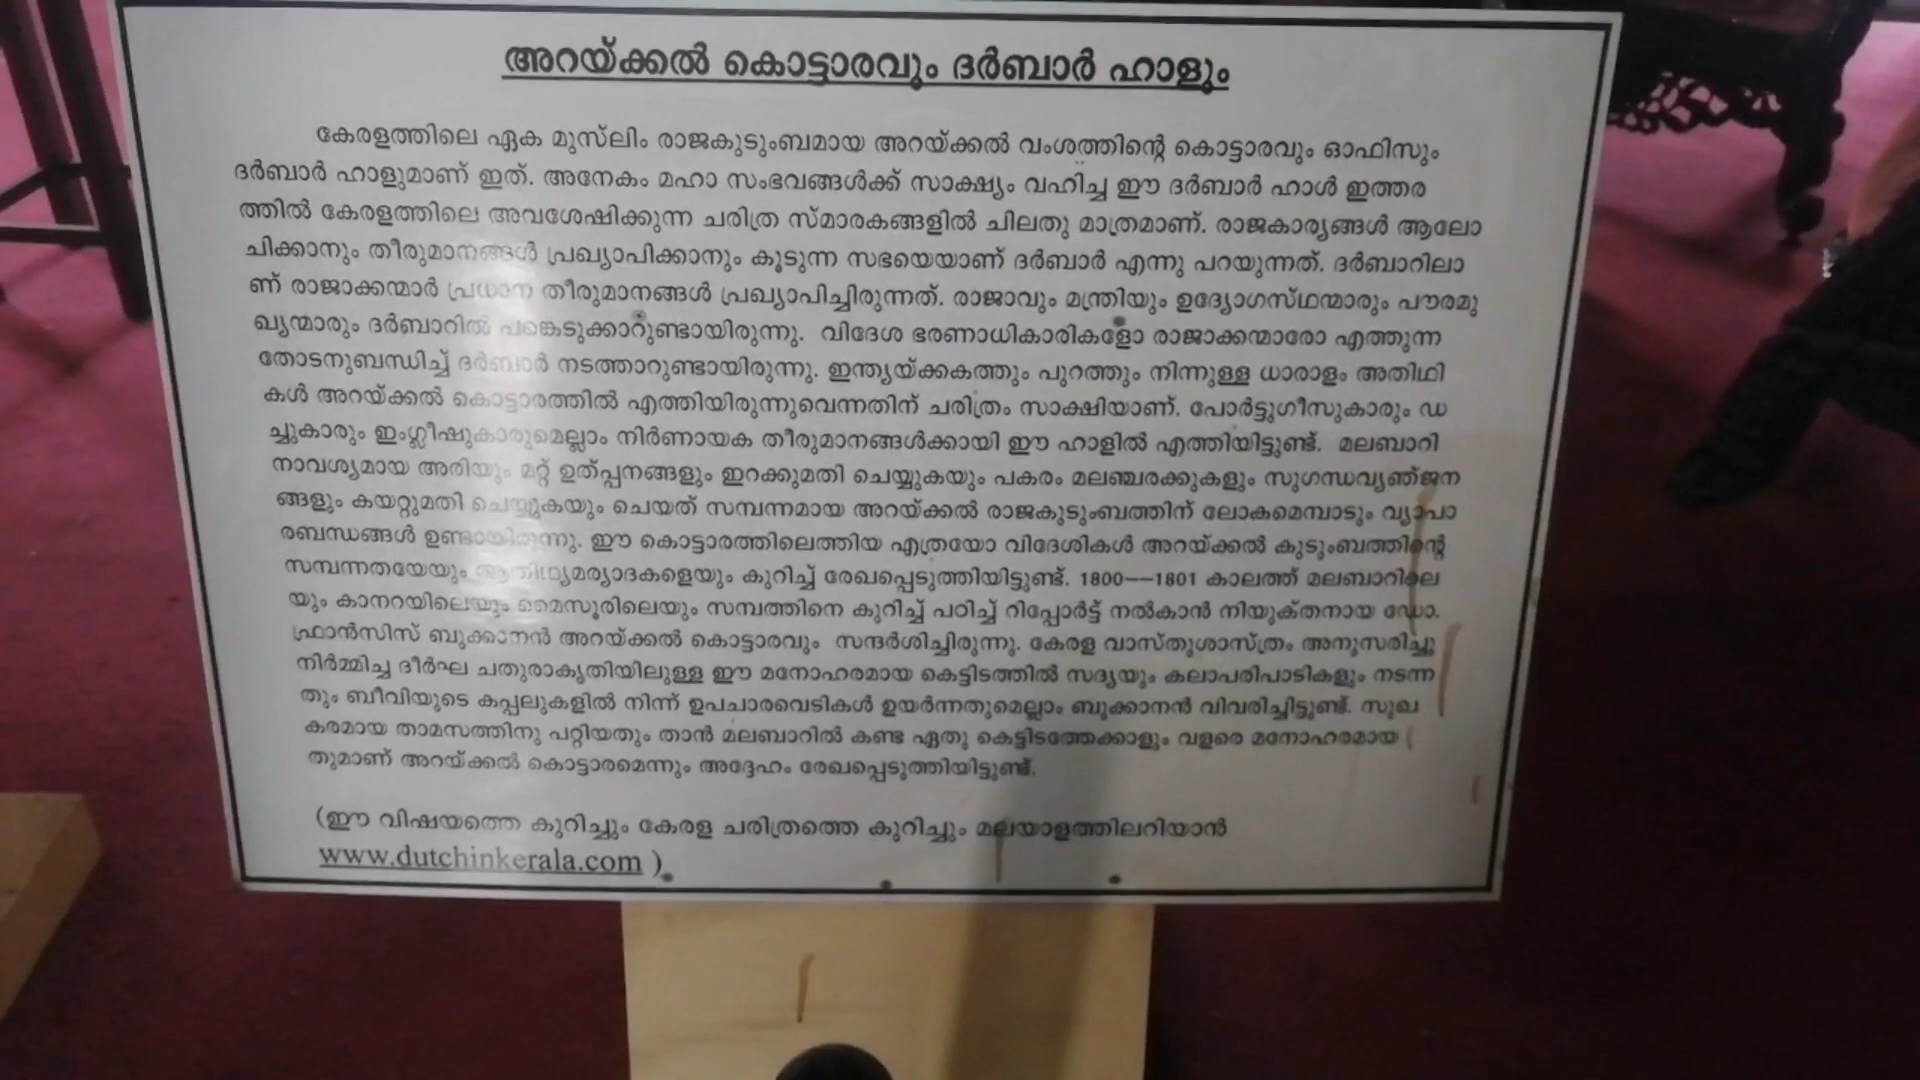 അറയ്ക്കൽ കൊട്ടാരവും ദർബാർ ഹാളും
കേരളത്തിലെ ഏക മുസ്‌ലിം രാജകുടുംബമായ അറയ്ക്കൽ വംശത്തിന്റെ കൊട്ടാരവും ഓഫിസും
ദർബാർ ഹാളുമാണ് ഇത്. അനേകം മഹാ സംഭവങ്ങൾക്ക് സാക്ഷ്യം വഹിച്ച ഈ ദർബാർ ഹാൾ ഇത്തര
ത്തിൽ കേരളത്തിലെ അവശേഷിക്കുന്ന ചരിത്ര സ്മാരകങ്ങളിൽ ചിലതു മാത്രമാണ്. രാജകാര്യങ്ങൾ ആലോ
ചിക്കാനും തീരുമാനങ്ങൾ പ്രഖ്യാപിക്കാനും കൂടുന്ന സഭയെയാണ് ദർബാർ എന്നു പറയുന്നത്. ദർബാറിലാ
ണ് രാജാക്കന്മാർ പ്രധാന തീരുമാനങ്ങൾ പ്രഖ്യാപിച്ചിരുന്നത്. രാജാവും മന്ത്രിയും ഉദ്യോഗസ്ഥന്മാരും പൗരമു
ഖ്യന്മാരും ദർബാറിൽ പങ്കെടുക്കാറുണ്ടായിരുന്നു. വിദേശ ഭരണാധികാരികളോ രാജാക്കന്മാരോ എത്തുന്ന
തോടനുബന്ധിച്ച് ദർബാർ നടത്താറുണ്ടായിരുന്നു. ഇന്ത്യയ്ക്കകത്തും പുറത്തും നിന്നുള്ള ധാരാളം അതിഥി
കൾ അറയ്ക്കൽ കൊട്ടാരത്തിൽ എത്തിയിരുന്നുവെന്നതിന് ചരിത്രം സാക്ഷിയാണ്. പോർട്ടുഗീസുകാരും ഡ
ച്ചുകാരും ഇംഗ്ലീഷുകാരുമെല്ലാം നിർണായക തീരുമാനങ്ങൾക്കായി ഈ ഹാളിൽ എത്തിയിട്ടുണ്ട്. മലബാറി
നാവശ്യമായ അരിയും മറ്റ് ഉത്പ്പനങ്ങളും ഇറക്കുമതി ചെയ്യുകയും പകരം മലഞ്ചരക്കുകളും സുഗന്ധവ്യഞ്ജന
ങ്ങളും കയറ്റുമതി ചെയ്യുകയും ചെയത് സമ്പന്നമായ അറയ്ക്കൽ രാജകുടുംബത്തിന് ലോകമെമ്പാടും വ്യാപാ
രബന്ധങ്ങൾ ഉണ്ടായിരുന്നു. ഈ കൊട്ടാരത്തിലെത്തിയ എത്രയോ വിദേശികൾ അറയ്ക്കൽ കുടുംബത്തിന്റെ
സമ്പന്നതയേയും ആതിഥ്യമര്യാദകളെയും കുറിച്ച് രേഖപ്പെടുത്തിയിട്ടുണ്ട്. 1800––1801 കാലത്ത് മലബാറിലെ
യും കാനറയിലെയും മൈസൂരിലെയും സമ്പത്തിനെ കുറിച്ച് പഠിച്ച് റിപ്പോർട്ട് നൽകാൻ നിയുക്തനായ ഡോ.
ഫ്രാൻസിസ് ബുക്കാനൻ അറയ്ക്കൽ കൊട്ടാരവും സന്ദർശിച്ചിരുന്നു. കേരള വാസ്തുശാസ്ത്രം അനുസരിച്ചു
നിർമ്മിച്ച ദീർഘ ചതുരാകൃതിയിലുള്ള ഈ മനോഹരമായ കെട്ടിടത്തിൽ സദ്യയും കലാപരിപാടികളും നടന്ന
തും ബീവിയുടെ കപ്പലുകളിൽ നിന്ന് ഉപചാരവെടികൾ ഉയർന്നതുമെല്ലാം ബുക്കാനൻ വിവരിച്ചിട്ടുണ്ട്. സുഖ
കരമായ താമസത്തിനു പറ്റിയതും താൻ മലബാറിൽ കണ്ട ഏതു കെട്ടിടത്തേക്കാളും വളരെ മനോഹരമായ
തുമാണ് അറയ്ക്കൽ കൊട്ടാരമെന്നും അദ്ദേഹം രേഖപ്പെടുത്തിയിട്ടുണ്ട്.
(ഈ വിഷയത്തെ കുറിച്ചും കേരള ചരിത്രത്തെ കുറിച്ചും മലയാളത്തിലറിയാൻ
www.dutchinkerala.com )